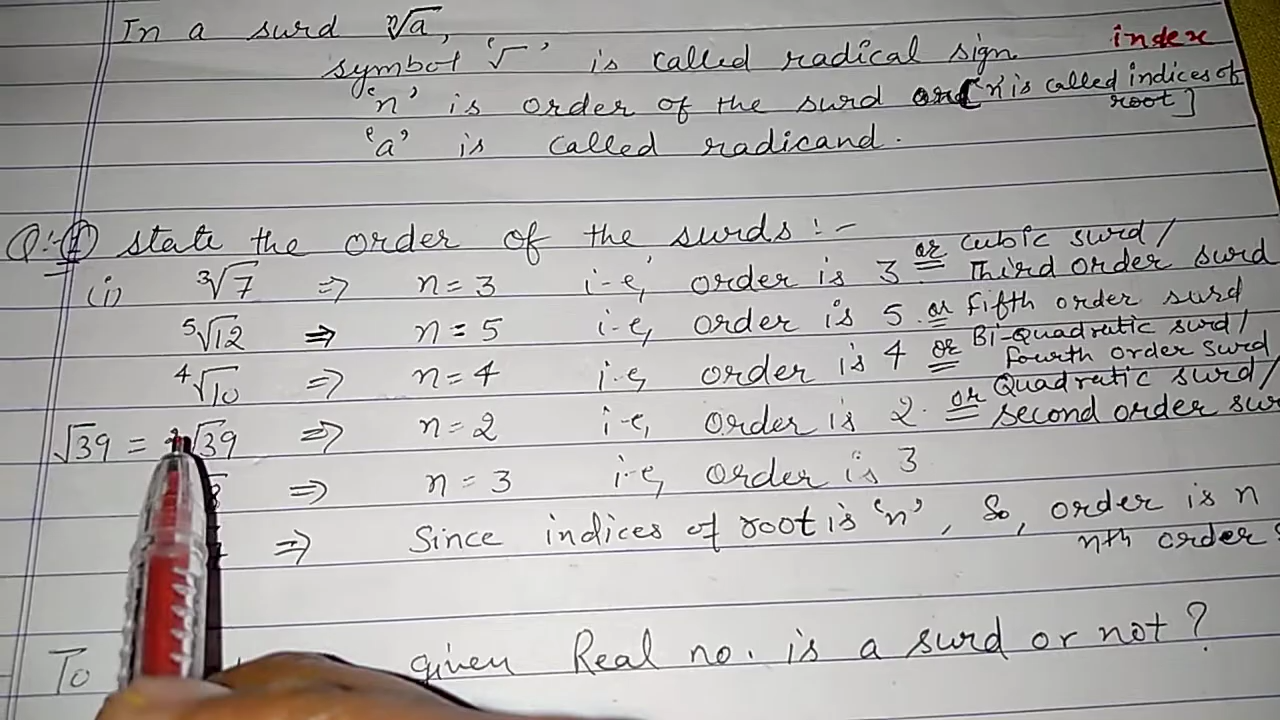 In a surd ⁿ√a,
symbol '√' is called radical sign.
index
'n' is order of the surd or ['n' is called indices of root]
'a' is called radicand.
Q:-1 State the order of the surds :-
(i) ³√7 ⇒ n = 3 i-e, order is 3. or Cubic surd / Third order surd
⁵√12 ⇒ n = 5 i-e, order is 5. or Fifth order surd
⁴√10 ⇒ n = 4 i-e, order is 4 or Bi-Quadratic surd / fourth order surd
√39 = ²√39 ⇒ n = 2 i-e, order is 2. or Quadratic surd / second order sur
⇒ n = 3 i-e, order is 3
⇒ Since indices of root is 'n', So, order is n
nth order
To given Real no. is a surd or not?